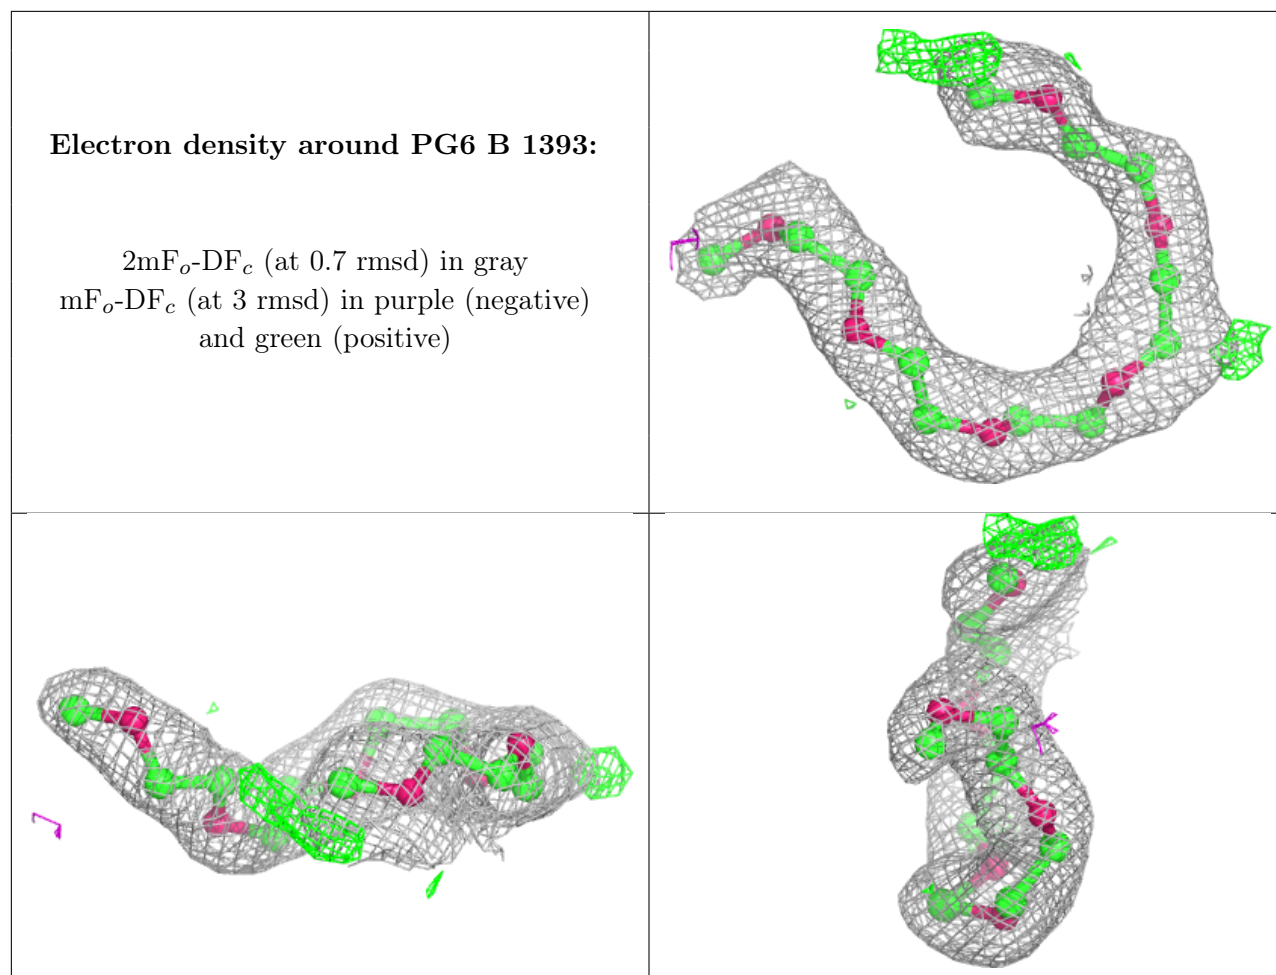 Electron density around PG6 B 1393:
2mFo-DFc (at 0.7 rmsd) in gray
mFo-DFc (at 3 rmsd) in purple (negative)
and green (positive)